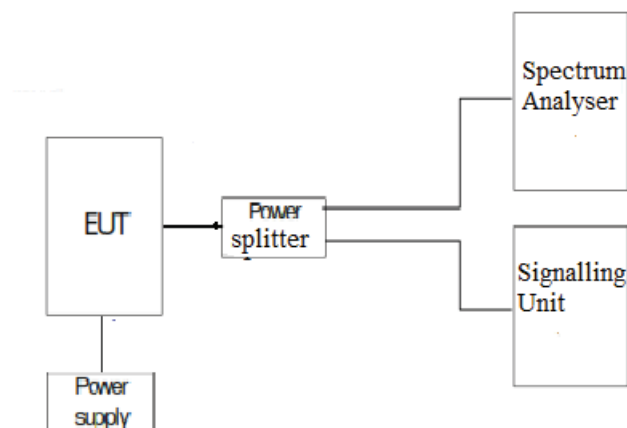 Spectrum
Analyser
EUT
Power
splitter
Signalling
Unit
Power
supply